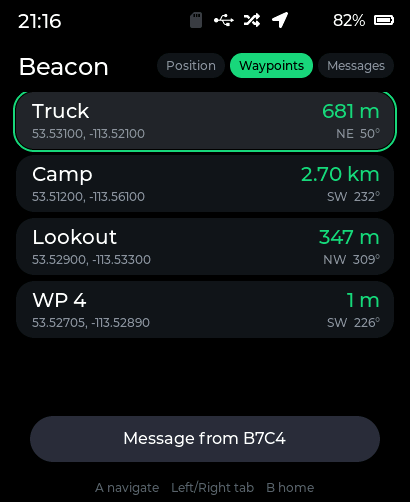 21:16 82%
Beacon Position Waypoints Messages
Truck 681 m
53.53100, -113.52100 NE 50°
Camp 2.70 km
53.51200, -113.56100 SW 232°
Lookout 347 m
53.52900, -113.53300 NW 309°
WP 4 1 m
53.52705, -113.52890 SW 226°
Message from B7C4
A navigate Left/Right tab B home